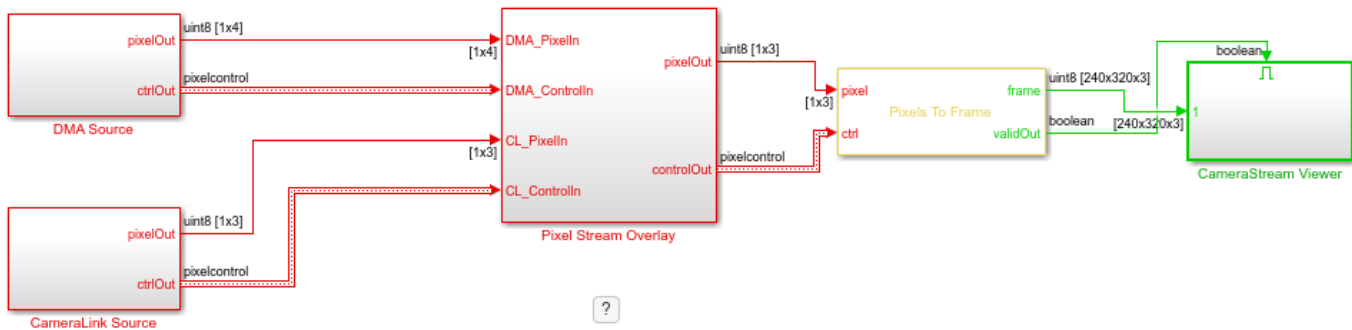 uint8 [1x4]
pixelOut
pixelcontrol
ctrlOut
DMA Source
[1x4]
DMA_PixelIn
DMA_ControlIn
CL_PixelIn
[1x3]
CL_ControlIn
pixelOut
controlOut
Pixel Stream Overlay
uint8 [1x3]
pixelOut
pixelcontrol
ctrlOut
CameraLink Source
uint8 [1x3]
[1x3]
pixelcontrol
pixel
ctrl
Pixels To Frame
frame
validOut
uint8 [240x320x3]
boolean
[240x320x3]
boolean
1
CameraStream Viewer
?